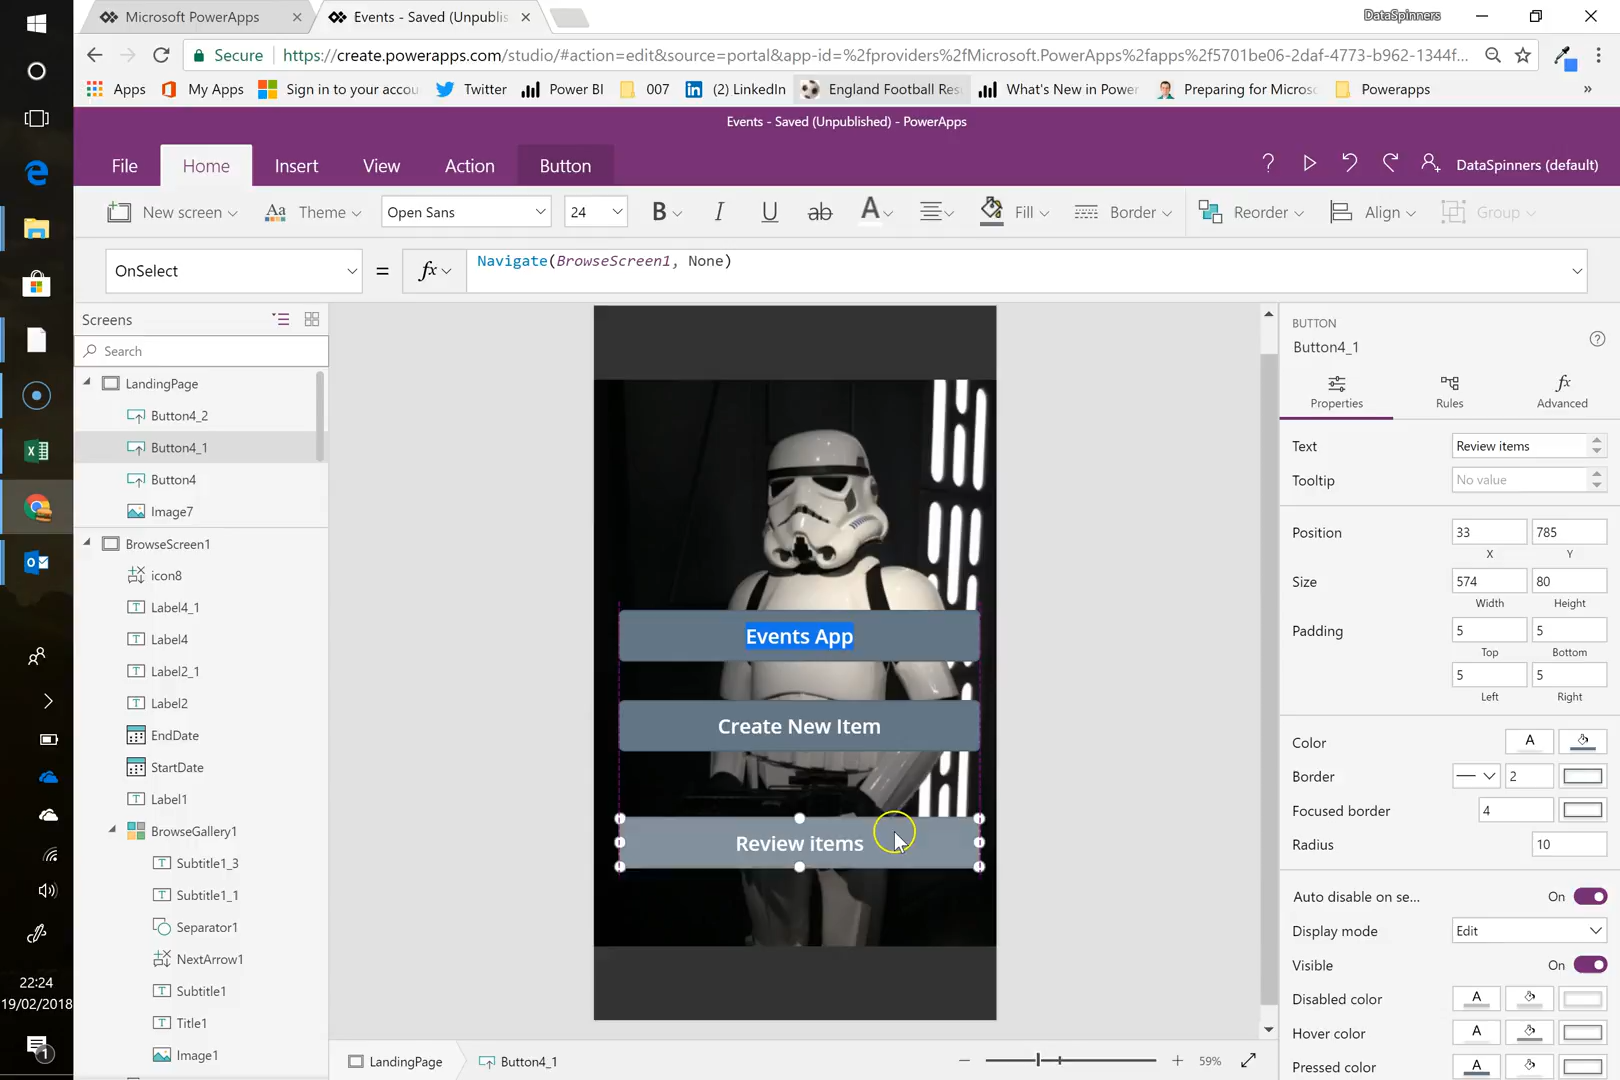 Microsoft PowerApps
Events - Saved (Unpublis
DataSpinners
Secure
https://create.powerapps.com/studio/#action=edit&source=portal&app-id=%2fproviders%2fMicrosoft.PowerApps%2fapps%2f5701be06-2daf-4773-b962-1344f...
Apps
My Apps
Sign in to your accou
Twitter
Power BI
007
(2) LinkedIn
England Football Res
What's New in Power
Preparing for Micros
Powerapps
»
Events - Saved (Unpublished) - PowerApps
File
Home
Insert
View
Action
Button
?
DataSpinners (default)
New screen
Theme
Open Sans
24
B
I
U
ab
A
Fill
Border
Reorder
Align
Group
OnSelect
=
fx
Navigate(BrowseScreen1, None)
Screens
Search
LandingPage
Button4_2
Button4_1
Button4
Image7
BrowseScreen1
icon8
Label4_1
Label4
Label2_1
Label2
EndDate
StartDate
Label1
BrowseGallery1
Subtitle1_3
Subtitle1_1
Separator1
NextArrow1
Subtitle1
Title1
Image1
Events App
Create New Item
Review items
BUTTON
Button4_1
Properties
Rules
Advanced
Text
Review items
Tooltip
No value
Position
33
785
X
Y
Size
574
80
Width
Height
Padding
5
5
Top
Bottom
5
5
Left
Right
Color
Border
2
Focused border
4
Radius
10
Auto disable on se...
On
Display mode
Edit
Visible
On
Disabled color
Hover color
Pressed color
LandingPage
Button4_1
59%
22:24
19/02/2018
1